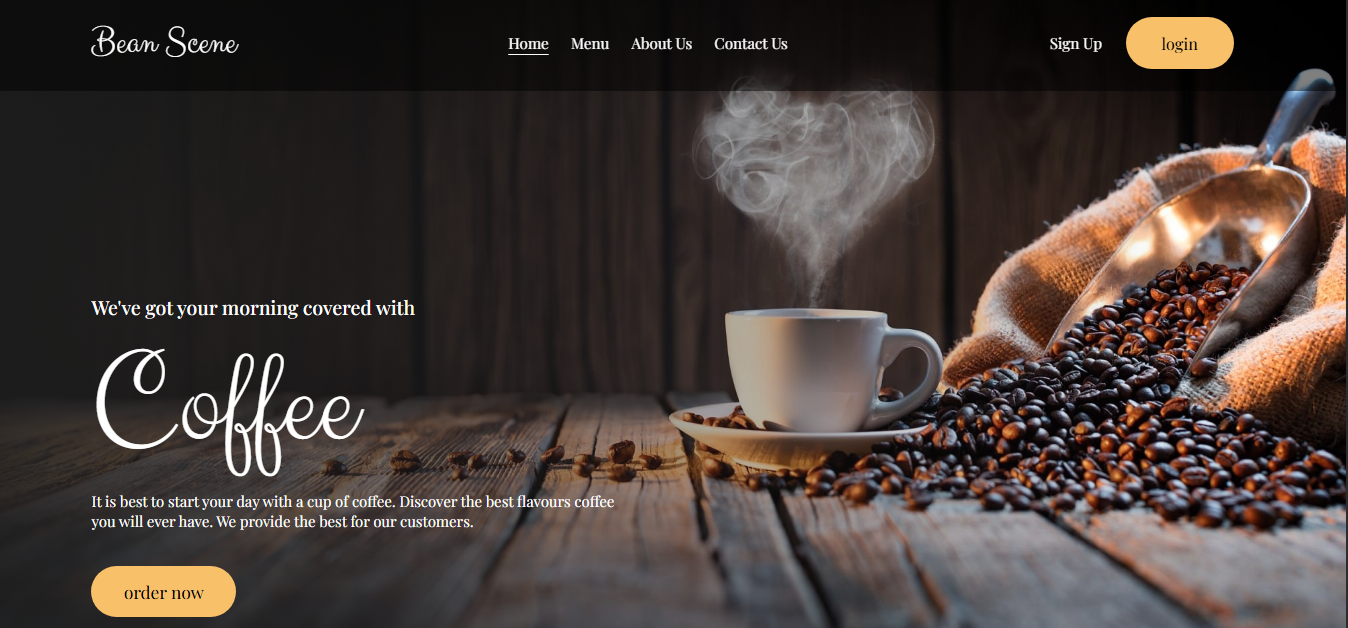 Bean Scene
Home
Menu
About Us
Contact Us
Sign Up
login
We've got your morning covered with
Coffee
It is best to start your day with a cup of coffee. Discover the best flavours coffee
you will ever have. We provide the best for our customers.
order now